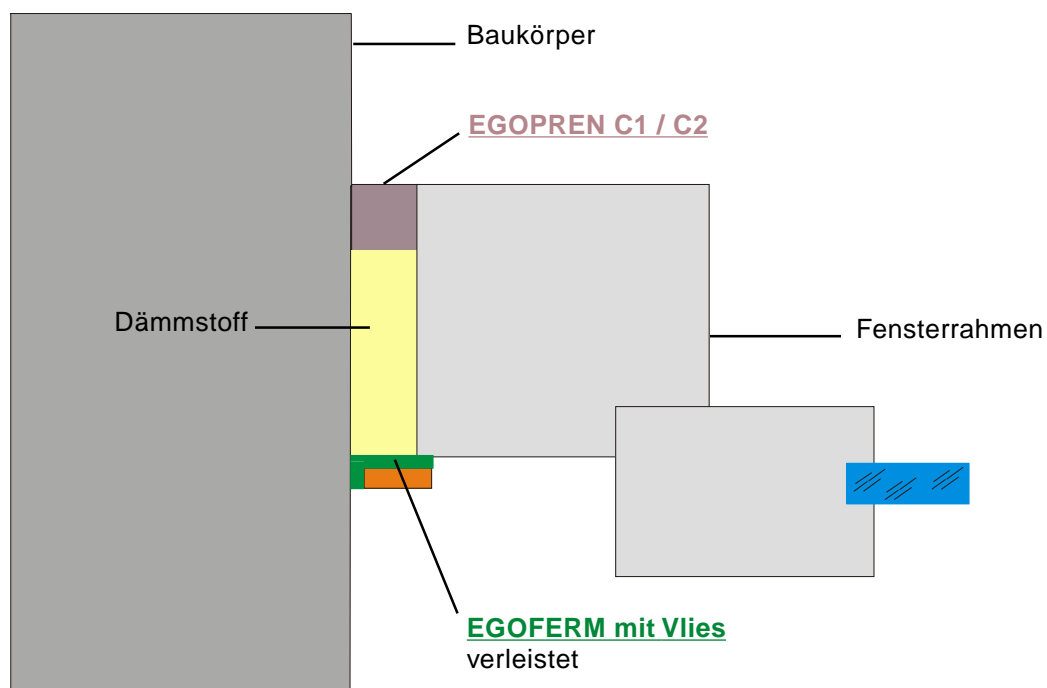 Baukörper
EGOPREN C1 / C2
Dämmstoff
Fensterrahmen
EGOFERM mit Vlies
verleistet